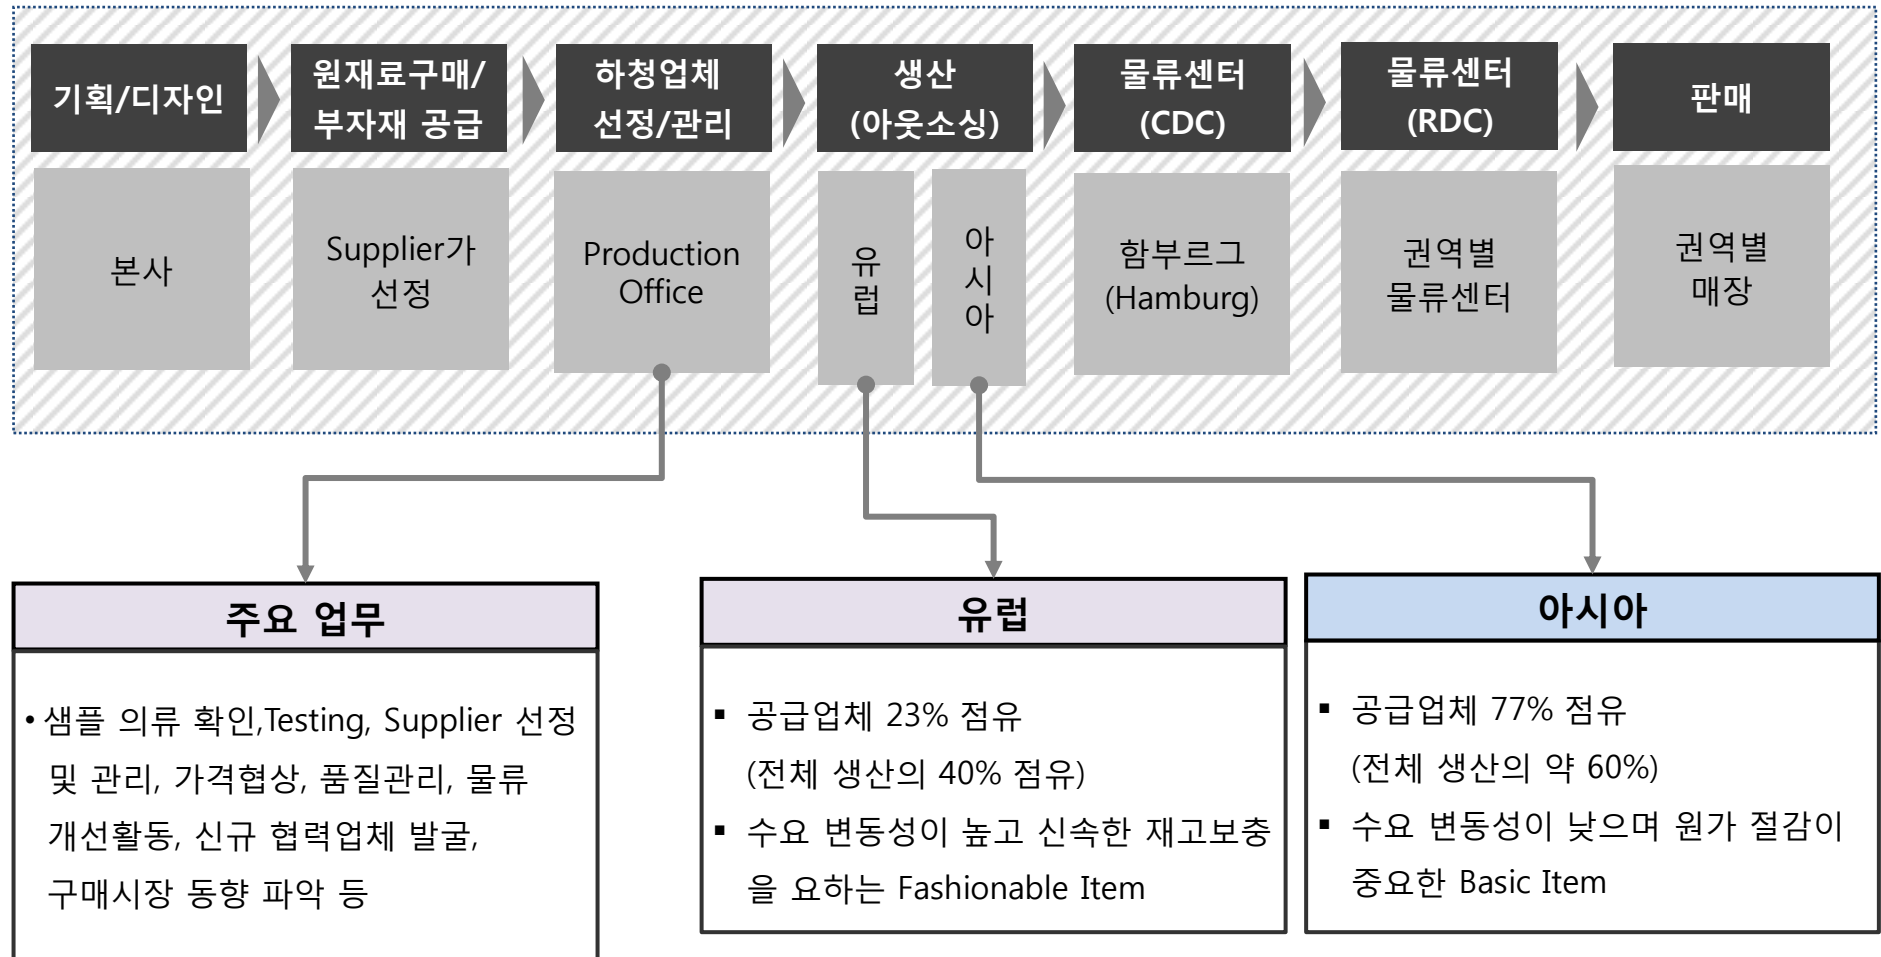 기획/디자인
원재료구매/
부자재 공급
하청업체
선정/관리
생산
(아웃소싱)
물류센터
(CDC)
물류센터
(RDC)
판매
본사
Supplier가
선정
Production
Office
유
럽
아
시
아
함부르그
(Hamburg)
권역별
물류센터
권역별
매장
주요 업무
• 샘플 의류 확인,Testing, Supplier 선정
및 관리, 가격협상, 품질관리, 물류
개선활동, 신규 협력업체 발굴,
구매시장 동향 파악 등
유럽
▪ 공급업체 23% 점유
(전체 생산의 40% 점유)
▪ 수요 변동성이 높고 신속한 재고보충
을 요하는 Fashionable Item
아시아
▪ 공급업체 77% 점유
(전체 생산의 약 60%)
▪ 수요 변동성이 낮으며 원가 절감이
중요한 Basic Item